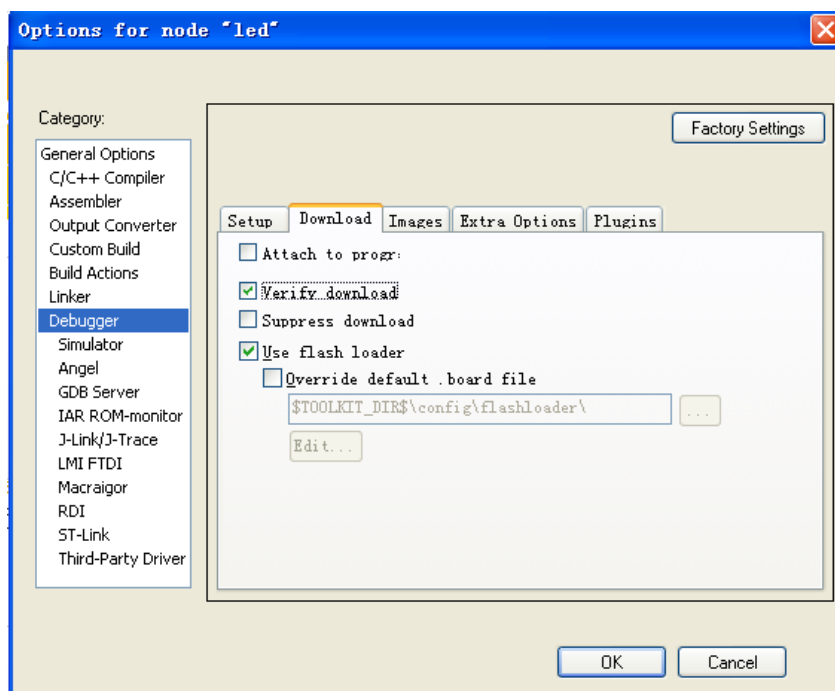 Options for node "led"
Category:
Factory Settings
General Options
C/C++ Compiler
Assembler
Output Converter
Custom Build
Build Actions
Linker
Debugger
Simulator
Angel
GDB Server
IAR ROM-monitor
J-Link/J-Trace
LMI FTDI
Macraigor
RDI
ST-Link
Third-Party Driver
Setup Download Images Extra Options Plugins
Attach to progr
Verify download
Suppress download
Use flash loader
Override default .board file
$TOOLKIT_DIR$\config\flashloader\
...
Edit...
OK Cancel